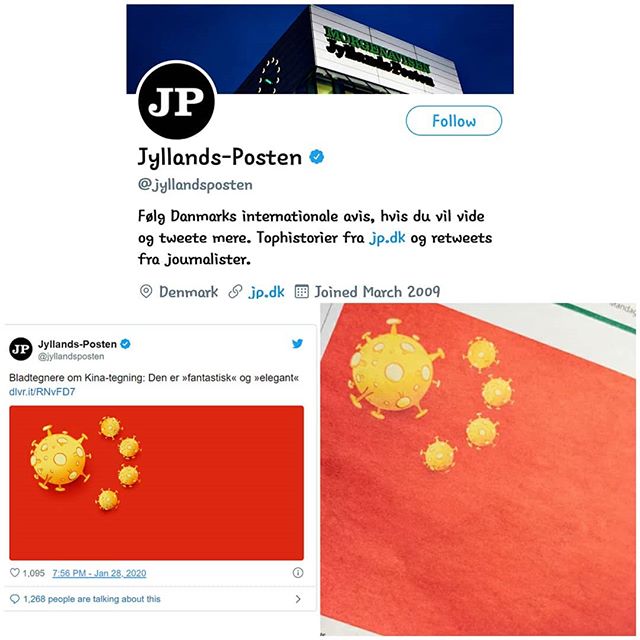 MORGENAVISEN
Jyllands-Posten
JP
Follow
Jyllands-Posten
@jyllandsposten
Følg Danmarks internationale avis, hvis du vil vide
og tweete mere. Tophistorier fra jp.dk og retweets
fra journalister.
Denmark jp.dk Joined March 2009
JP
Jyllands-Posten
@jyllandsposten
Bladtegnere om Kina-tegning: Den er »fantastisk« og »elegant«
dlvr.it/RNvFD7
1,095 7:56 PM - Jan 28, 2020
1,268 people are talking about this